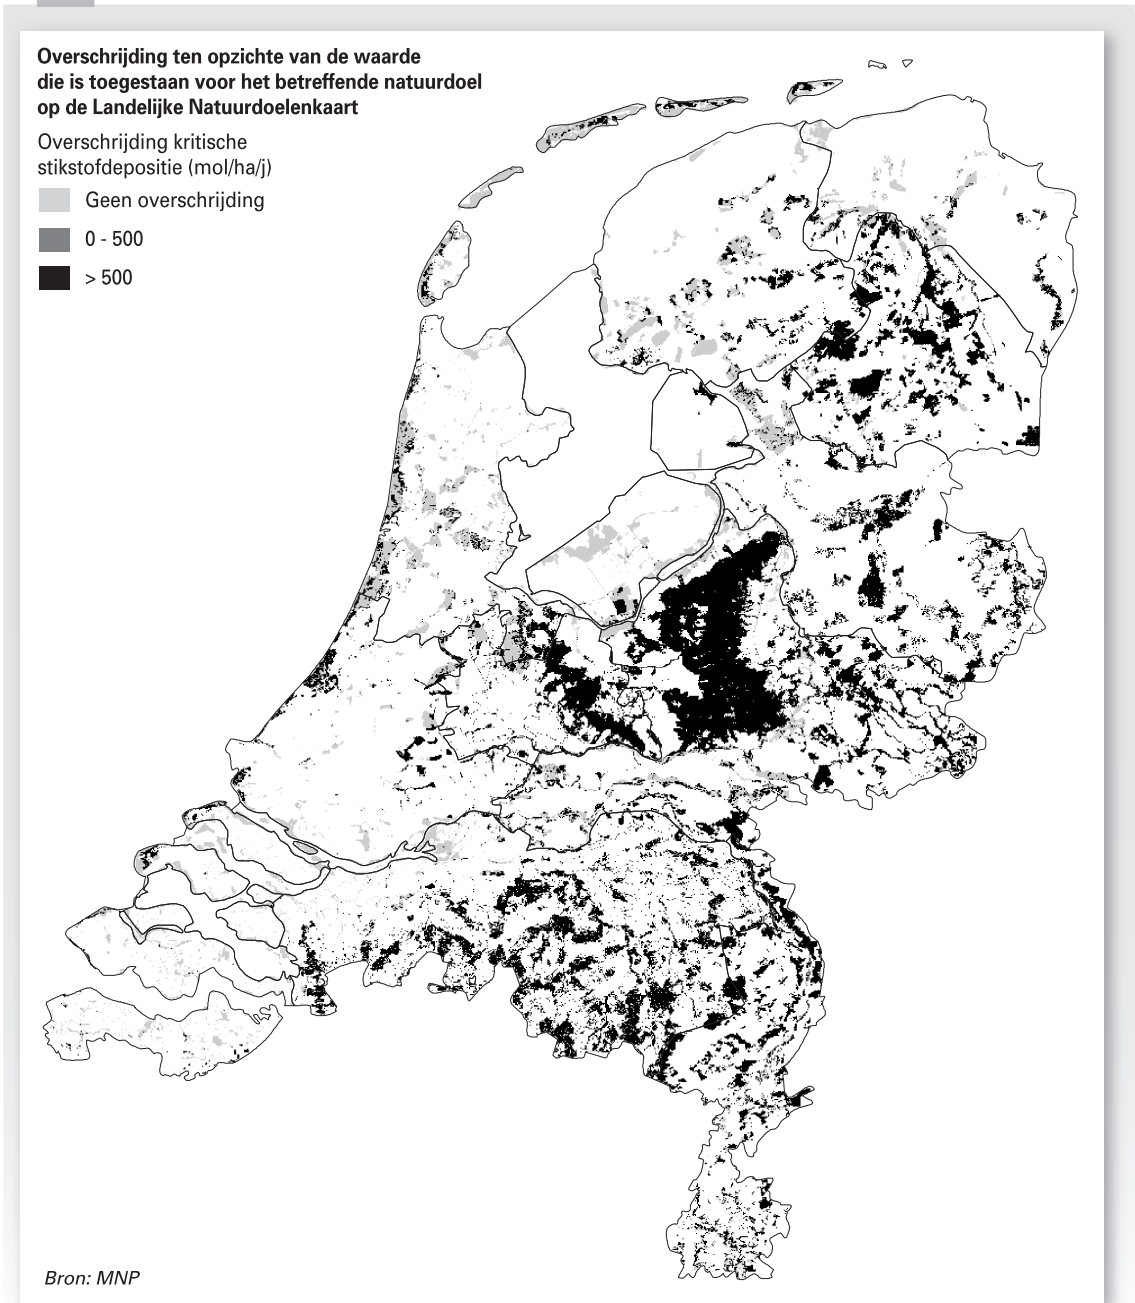 Overschrijding ten opzichte van de waarde
die is toegestaan voor het betreffende natuurdoel
op de Landelijke Natuurdoelenkaart
Overschrijding kritische
stikstofdepositie (mol/ha/j)
Geen overschrijding
0 - 500
> 500
Bron: MNP